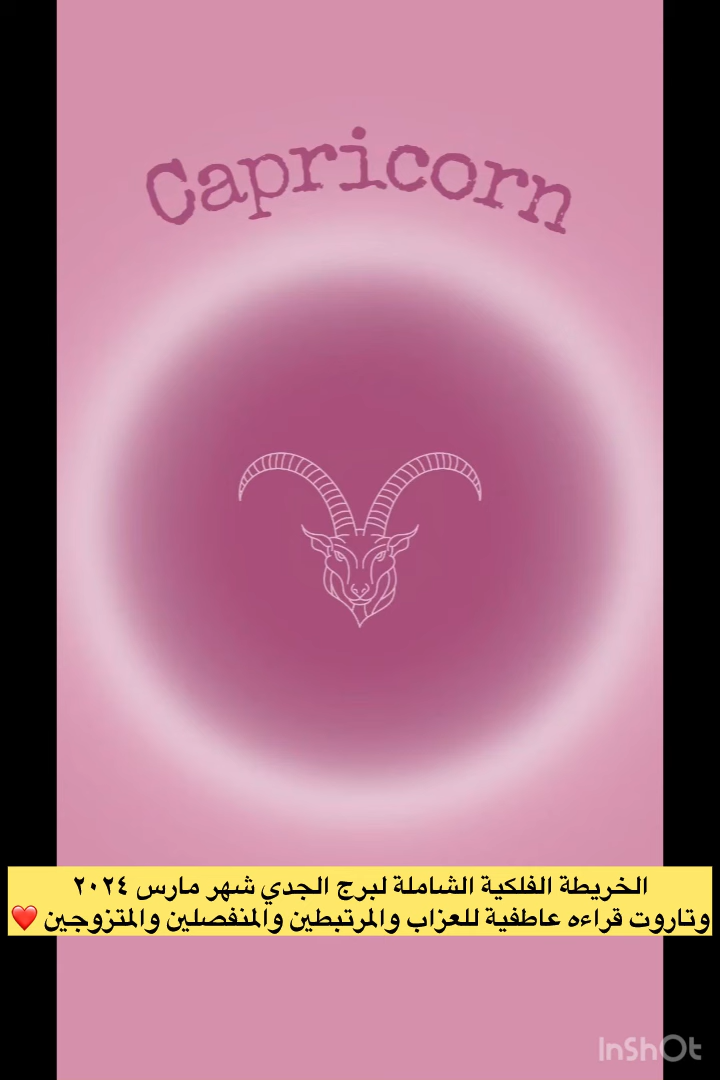 Capricorn
الخريطة الفلكية الشاملة لبرج الجدي شهر مارس ٢٠٢٤
وتاروت قراءه عاطفية للعزاب والمرتبطين والمنفصلين والمتزوجين ❤️
InShOt